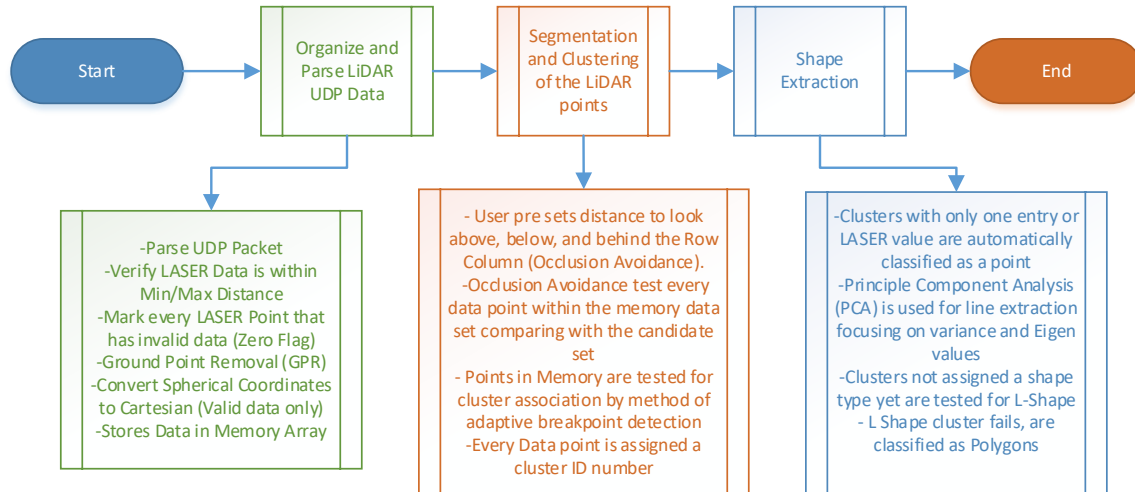 Start
Organize and
Parse LiDAR
UDP Data
Segmentation
and Clustering
of the LiDAR
points
Shape
Extraction
End
-Parse UDP Packet
-Verify LASER Data is within
Min/Max Distance
-Mark every LASER Point that
has invalid data (Zero Flag)
-Ground Point Removal (GPR)
-Convert Spherical Coordinates
to Cartesian (Valid data only)
-Stores Data in Memory Array
- User pre sets distance to look
above, below, and behind the Row
Column (Occlusion Avoidance).
-Occlusion Avoidance test every
data point within the memory data
set comparing with the candidate
set
- Points in Memory are tested for
cluster association by method of
adaptive breakpoint detection
-Every Data point is assigned a
cluster ID number
-Clusters with only one entry or
LASER value are automatically
classified as a point
-Principle Component Analysis
(PCA) is used for line extraction
focusing on variance and Eigen
values
-Clusters not assigned a shape
type yet are tested for L-Shape
- L Shape cluster fails, are
classified as Polygons